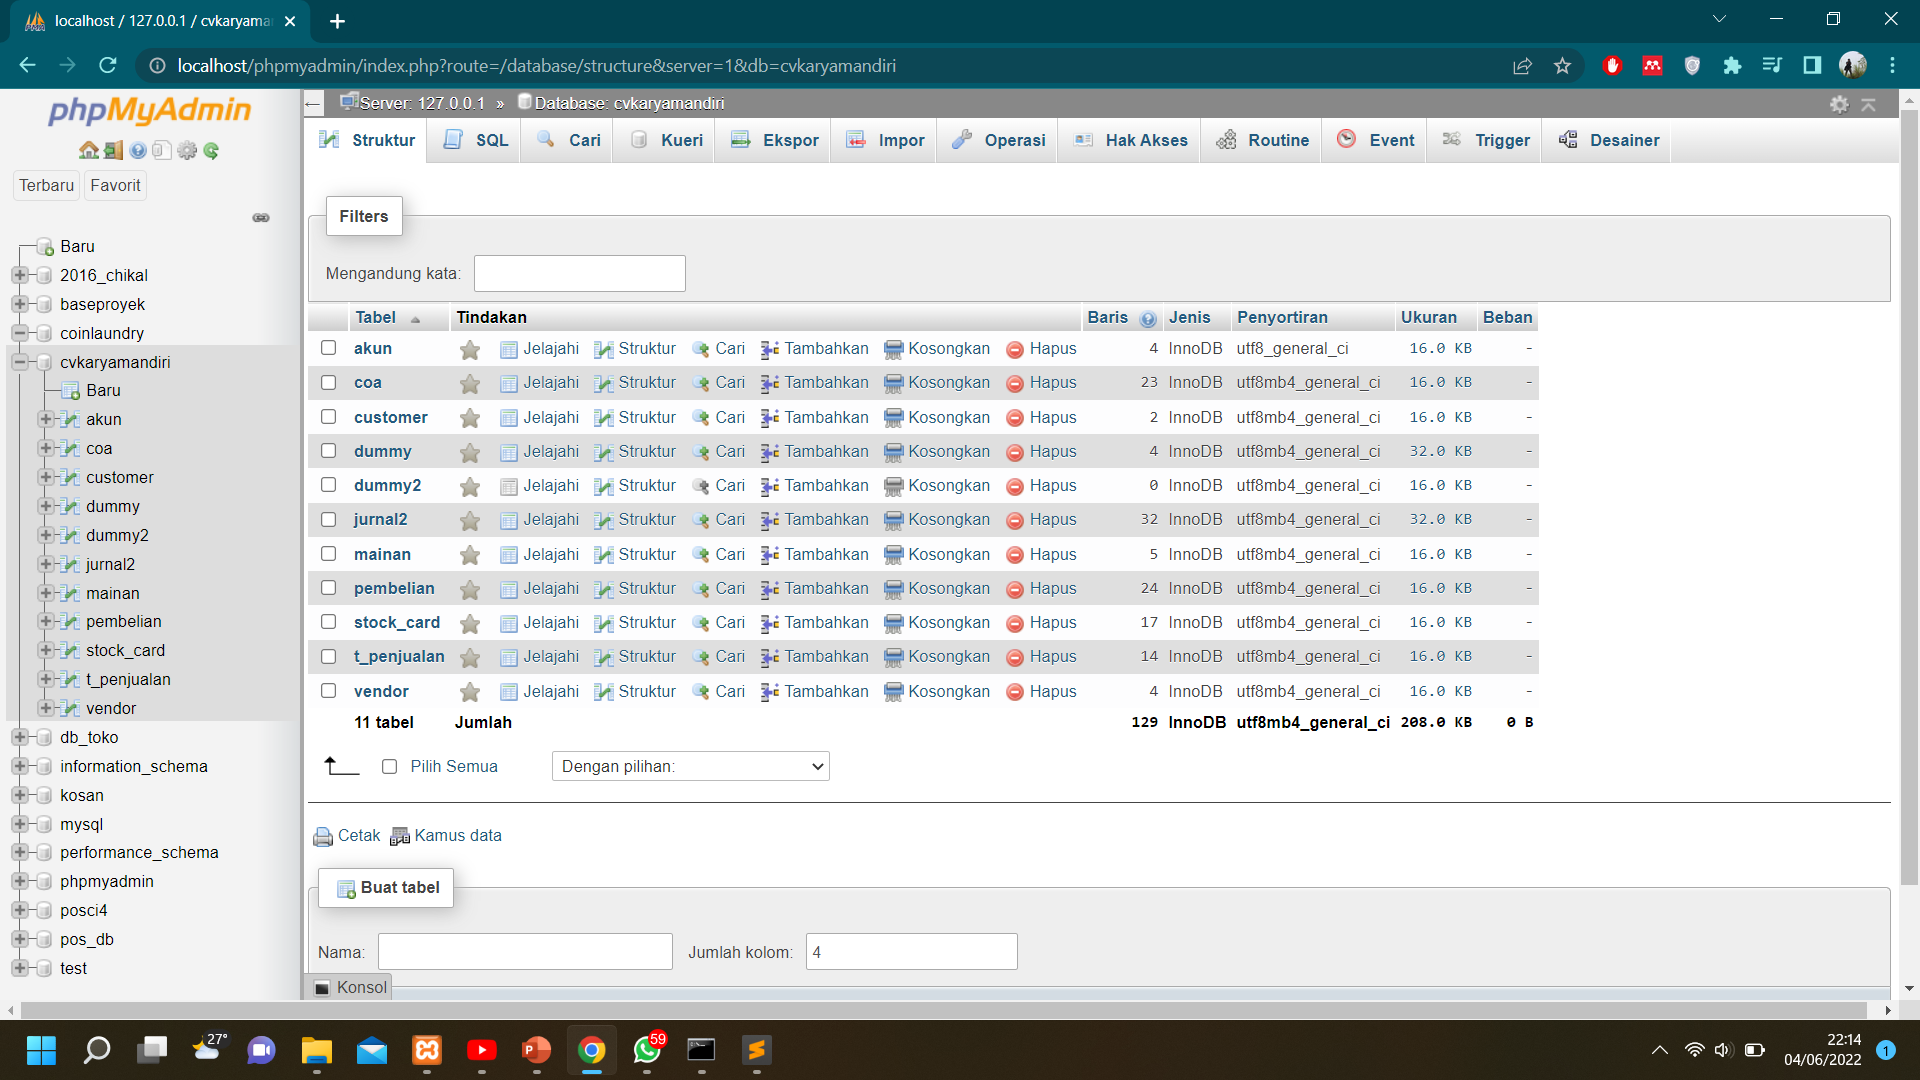 localhost / 127.0.0.1 / cvkaryamar
localhost/phpmyadmin/index.php?route=/database/structure&server=1&db=cvkaryamandiri
phpMyAdmin
Terbaru Favorit
Baru
2016_chikal
baseproyek
coinlaundry
cvkaryamandiri
Baru
akun
coa
customer
dummy
dummy2
jurnal2
mainan
pembelian
stock_card
t_penjualan
vendor
db_toko
information_schema
kosan
mysql
performance_schema
phpmyadmin
posci4
pos_db
test
Server: 127.0.0.1 » Database: cvkaryamandiri
Struktur SQL Cari Kueri Ekspor Impor Operasi Hak Akses Routine Event Trigger Desainer
Filters
Mengandung kata:
Tabel Tindakan Baris Jenis Penyortiran Ukuran Beban
akun Jelajahi Struktur Cari Tambahkan Kosongkan Hapus 4 InnoDB utf8_general_ci 16.0 KB -
coa Jelajahi Struktur Cari Tambahkan Kosongkan Hapus 23 InnoDB utf8mb4_general_ci 16.0 KB -
customer Jelajahi Struktur Cari Tambahkan Kosongkan Hapus 2 InnoDB utf8mb4_general_ci 16.0 KB -
dummy Jelajahi Struktur Cari Tambahkan Kosongkan Hapus 4 InnoDB utf8mb4_general_ci 32.0 KB -
dummy2 Jelajahi Struktur Cari Tambahkan Kosongkan Hapus 0 InnoDB utf8mb4_general_ci 16.0 KB -
jurnal2 Jelajahi Struktur Cari Tambahkan Kosongkan Hapus 32 InnoDB utf8mb4_general_ci 32.0 KB -
mainan Jelajahi Struktur Cari Tambahkan Kosongkan Hapus 5 InnoDB utf8mb4_general_ci 16.0 KB -
pembelian Jelajahi Struktur Cari Tambahkan Kosongkan Hapus 24 InnoDB utf8mb4_general_ci 16.0 KB -
stock_card Jelajahi Struktur Cari Tambahkan Kosongkan Hapus 17 InnoDB utf8mb4_general_ci 16.0 KB -
t_penjualan Jelajahi Struktur Cari Tambahkan Kosongkan Hapus 14 InnoDB utf8mb4_general_ci 16.0 KB -
vendor Jelajahi Struktur Cari Tambahkan Kosongkan Hapus 4 InnoDB utf8mb4_general_ci 16.0 KB -
11 tabel Jumlah 129 InnoDB utf8mb4_general_ci 208.0 KB 0 B
Pilih Semua Dengan pilihan:
Cetak Kamus data
Buat tabel
Nama: Jumlah kolom: 4
Konsol
27° 59 22:14
04/06/2022 1